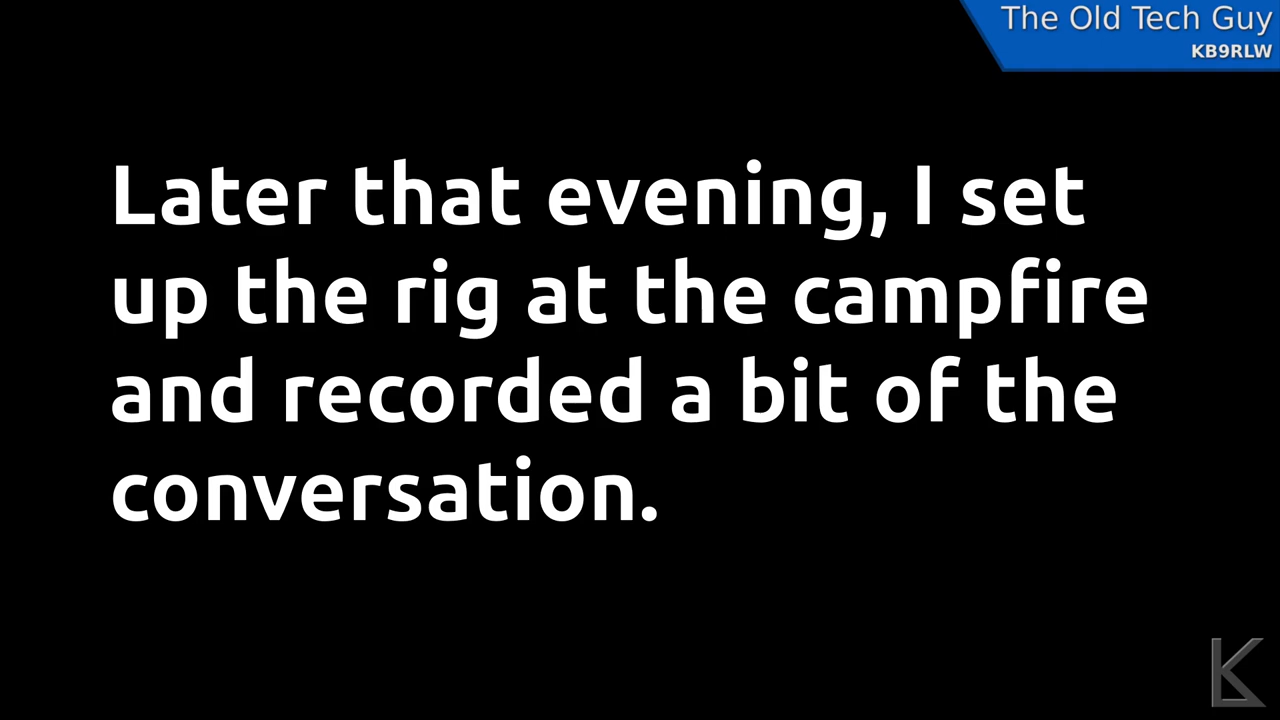 The Old Tech Guy
KB9RLW
Later that evening, I set
up the rig at the campfire
and recorded a bit of the
conversation.